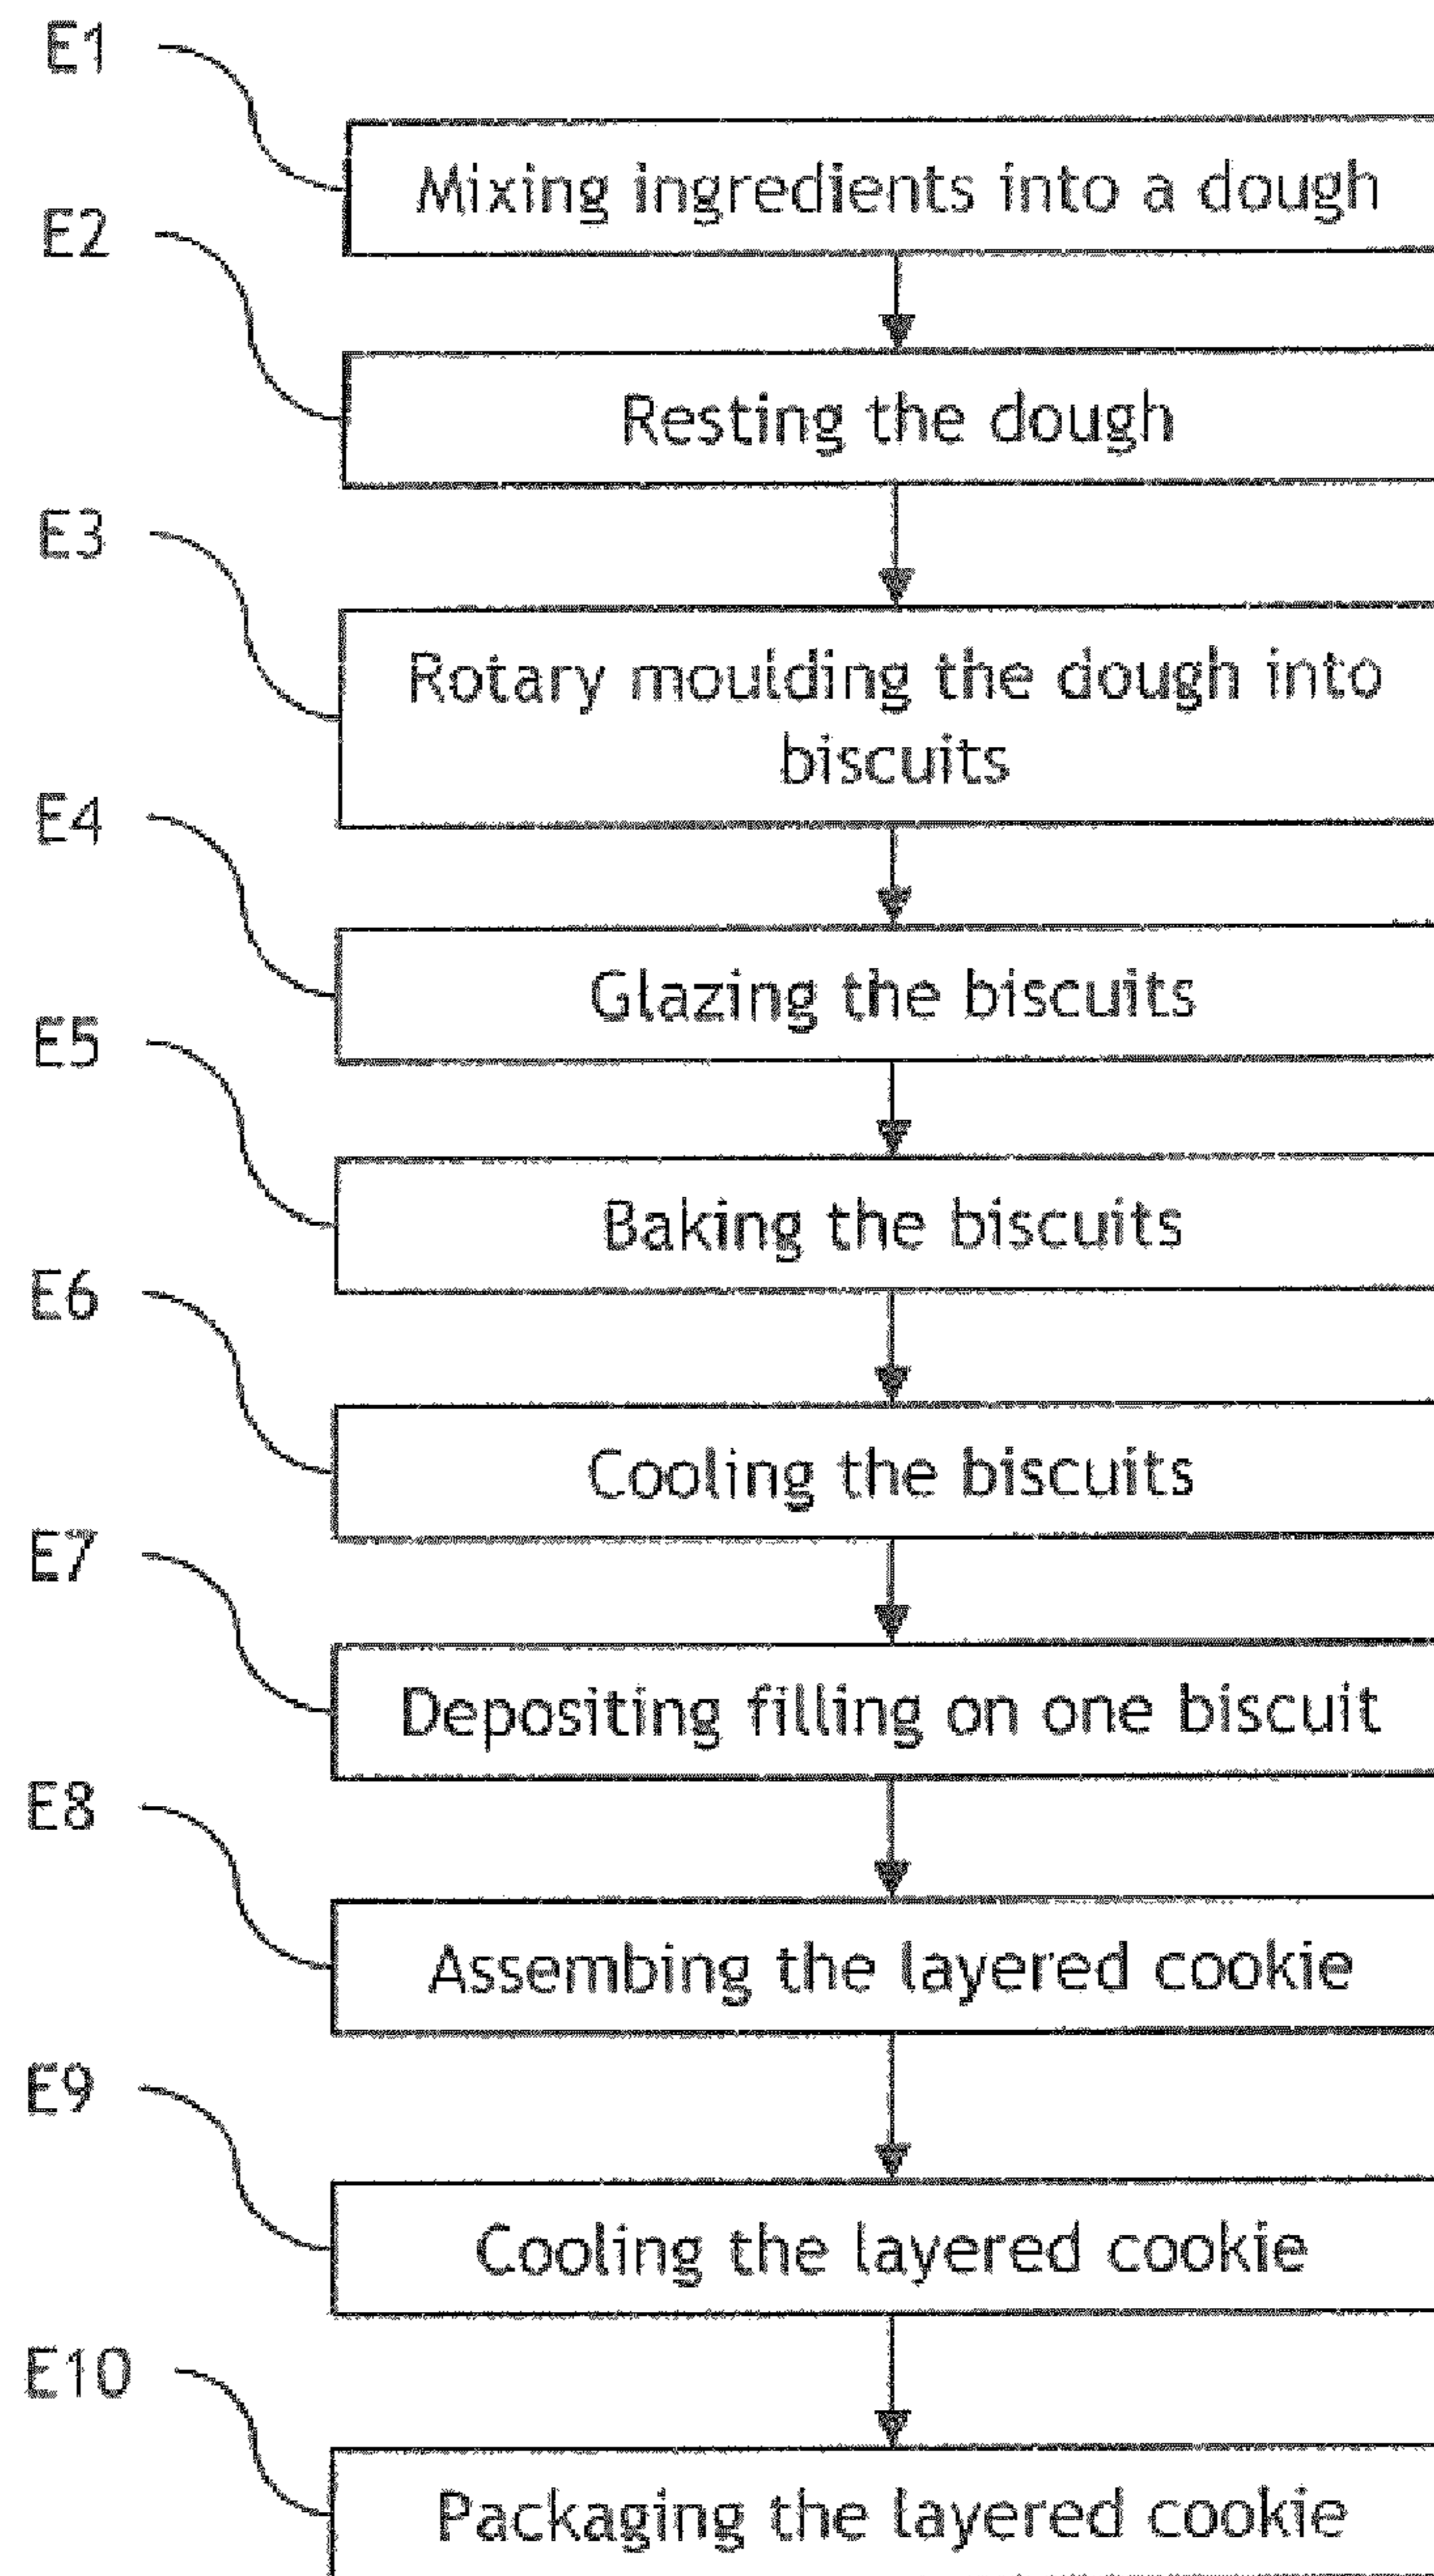 E1
Mixing ingredients into a dough
E2
Resting the dough
E3
Rotary moulding the dough into
biscuits
E4
Glazing the biscuits
E5
Baking the biscuits
E6
Cooling the biscuits
E7
Depositing filling on one biscuit
E8
Assembing the layered cookie
E9
Cooling the layered cookie
E10
Packaging the layered cookie